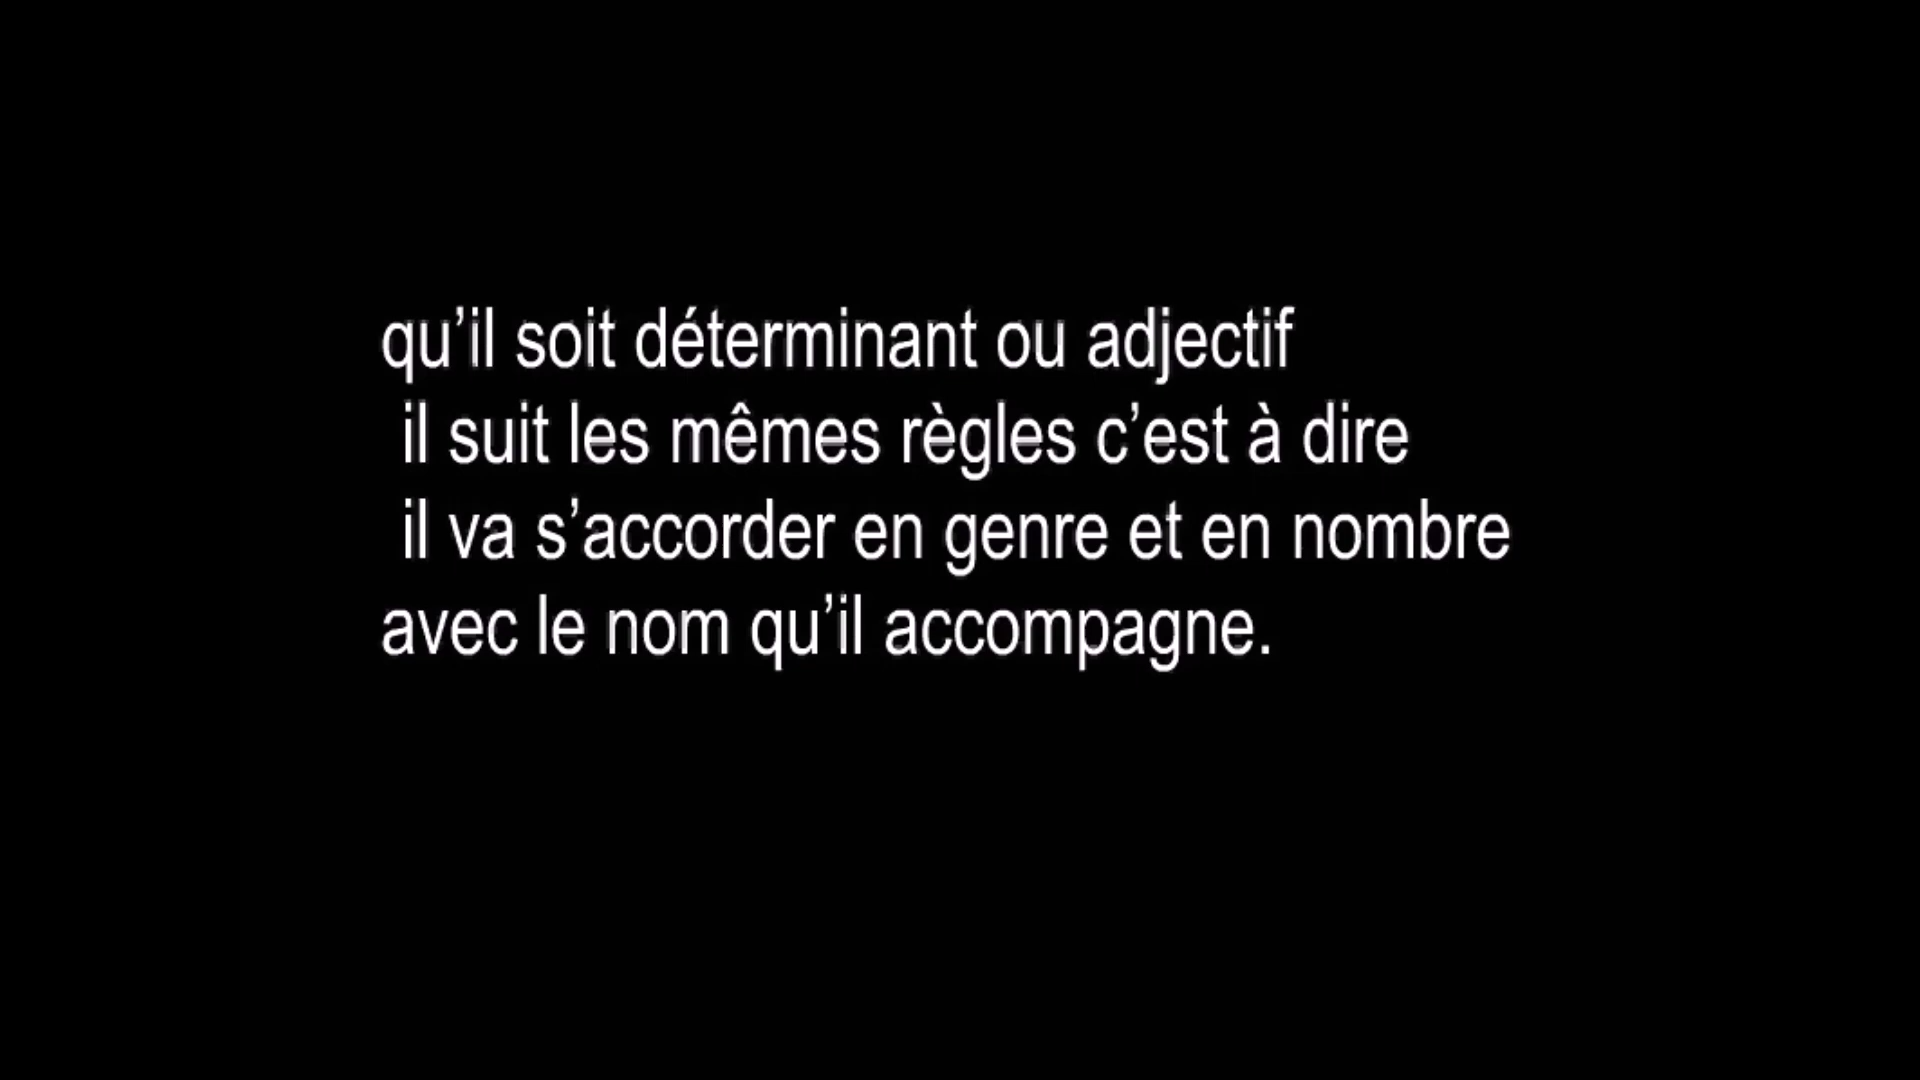 qu’il soit déterminant ou adjectif
il suit les mêmes règles c’est à dire
il va s’accorder en genre et en nombre
avec le nom qu’il accompagne.